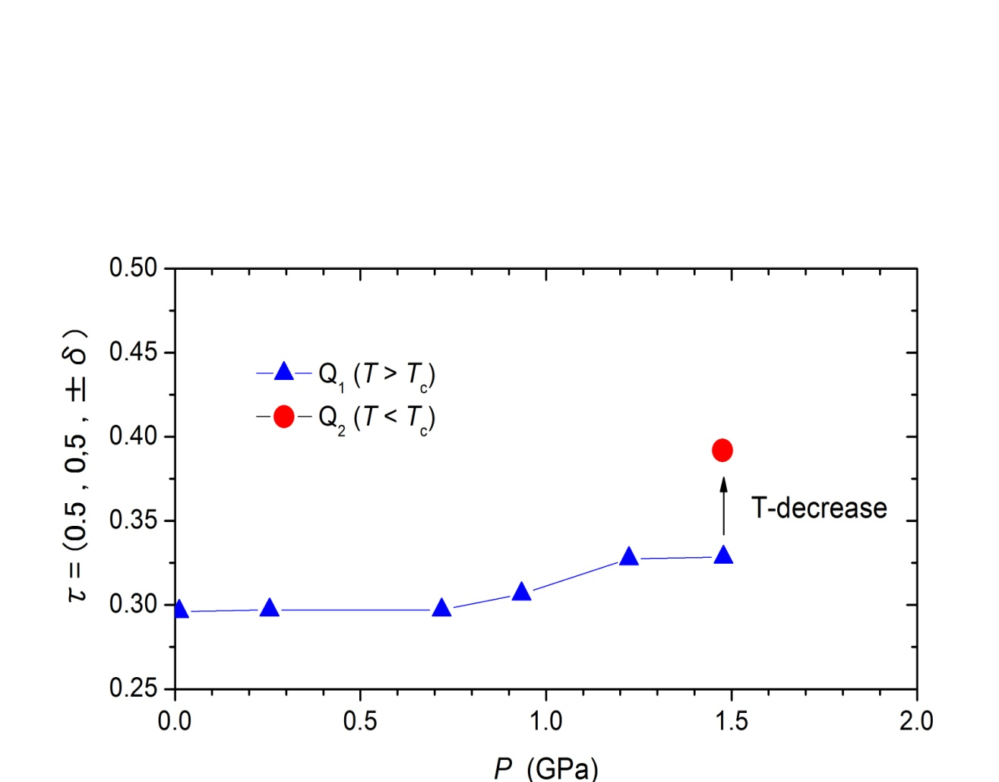 0.50
0.45
0.40
0.35
0.30
0.25
τ = (0.5 , 0,5 , ± δ )
Q1 (T > Tc)
Q2 (T < Tc)
T-decrease
0.0 0.5 1.0 1.5 2.0
P (GPa)